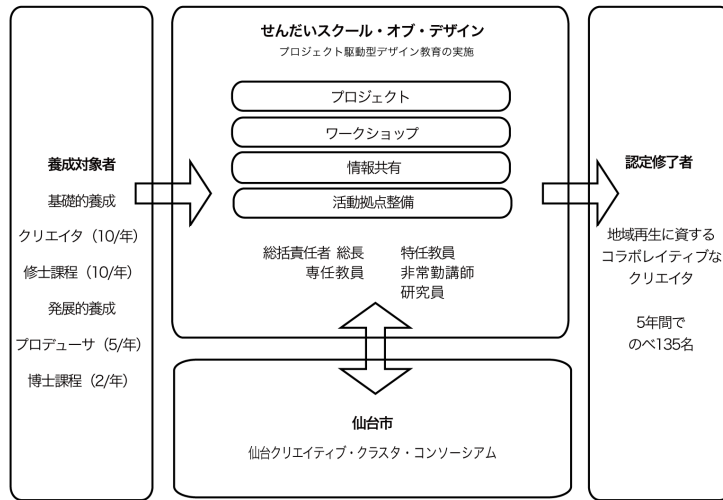 養成対象者
基礎的養成
クリエイタ（10/年）
修士課程（10/年）
発展的養成
プロデューサ（5/年）
博士課程（2/年）
せんだいスクール・オブ・デザイン
プロジェクト駆動型デザイン教育の実施
プロジェクト
ワークショップ
情報共有
活動拠点整備
総括責任者 総長
専任教員
特任教員
非常勤講師
研究員
仙台市
仙台クリエイティブ・クラスタ・コンソーシアム
認定修了者
地域再生に資する
コラボレイティブな
クリエイタ
5年間で
のべ135名